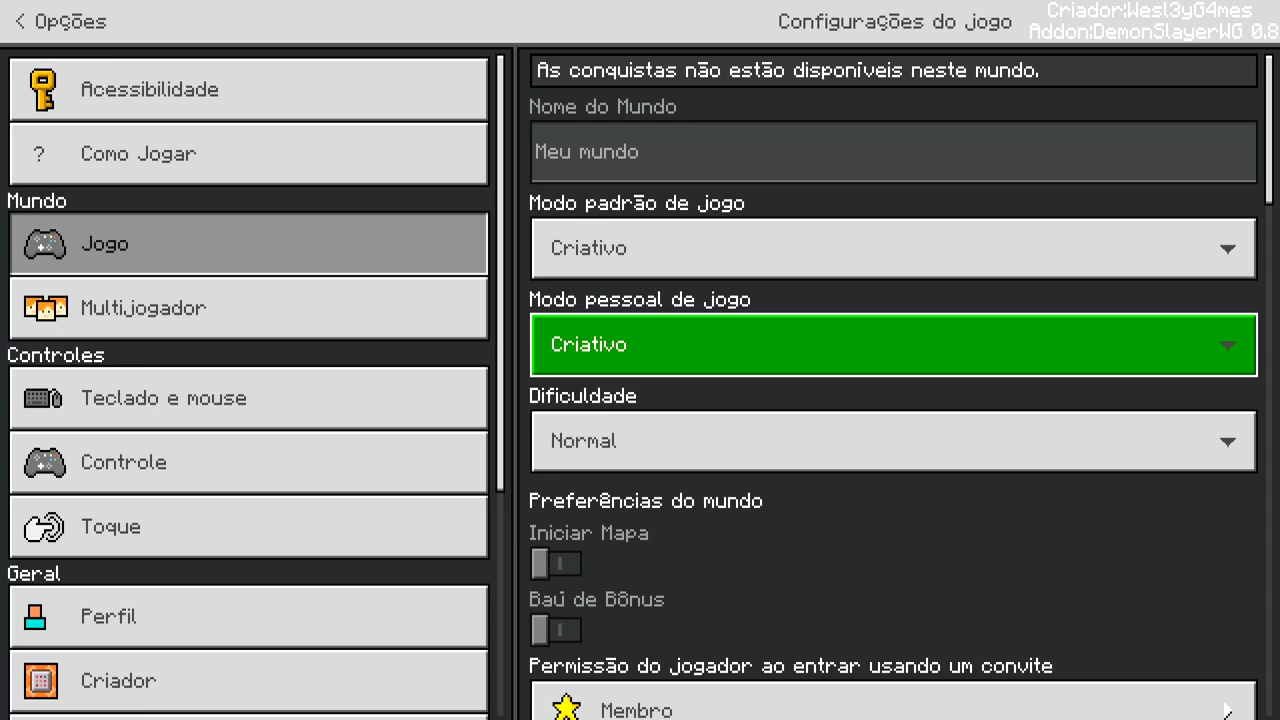 < Opções
Configurações do jogo
Criador:Wesl3yG4mes
Addon:DemonSlayerWG 0.8
Acessibilidade
? Como Jogar
Mundo
Jogo
Multijogador
Controles
Teclado e mouse
Controle
Toque
Geral
Perfil
Criador
As conquistas não estão disponíveis neste mundo.
Nome do Mundo
Meu mundo
Modo padrão de jogo
Criativo
Modo pessoal de jogo
Criativo
Dificuldade
Normal
Preferências do mundo
Iniciar Mapa
Baú de Bônus
Permissão do jogador ao entrar usando um convite
Membro